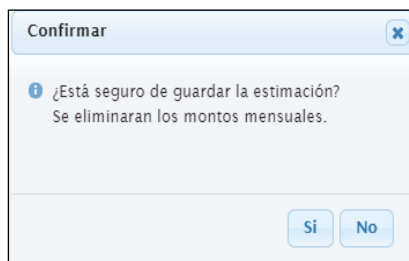 Confirmar
¿Está seguro de guardar la estimación?
Se eliminaran los montos mensuales.
Si No